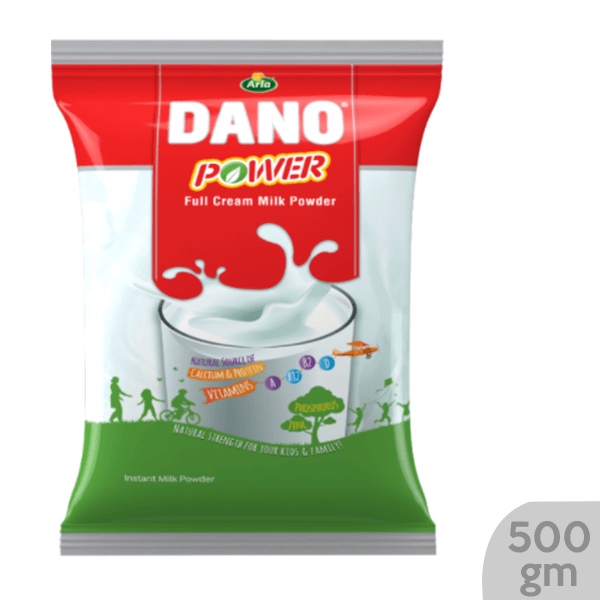 Arla
DANO®
POWER
Full Cream Milk Powder
NATURAL SOURCE OF
CALCIUM & PROTEIN
VITAMINS A B12 B2 D
PHOSPHORUS
ZINC
NATURAL STRENGTH FOR YOUR KIDS & FAMILY!
Instant Milk Powder
500
gm